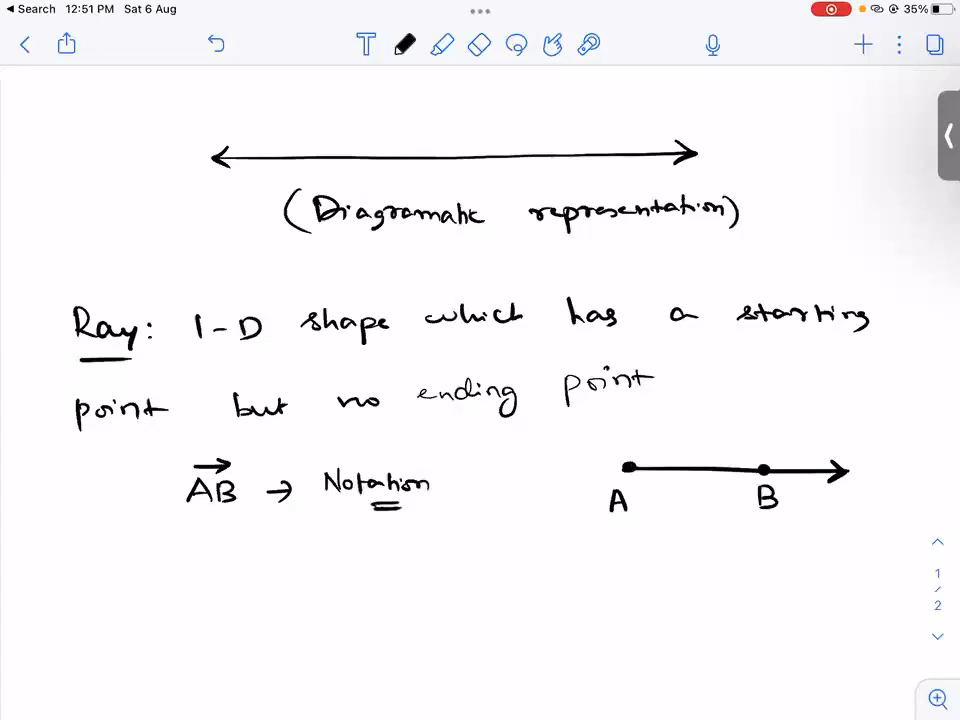 Search 12:51 PM Sat 6 Aug 35%
(Diagramatic representation)
Ray: 1-D shape which has a starting
point but no ending point
AB → Notation
A B
1
/
2